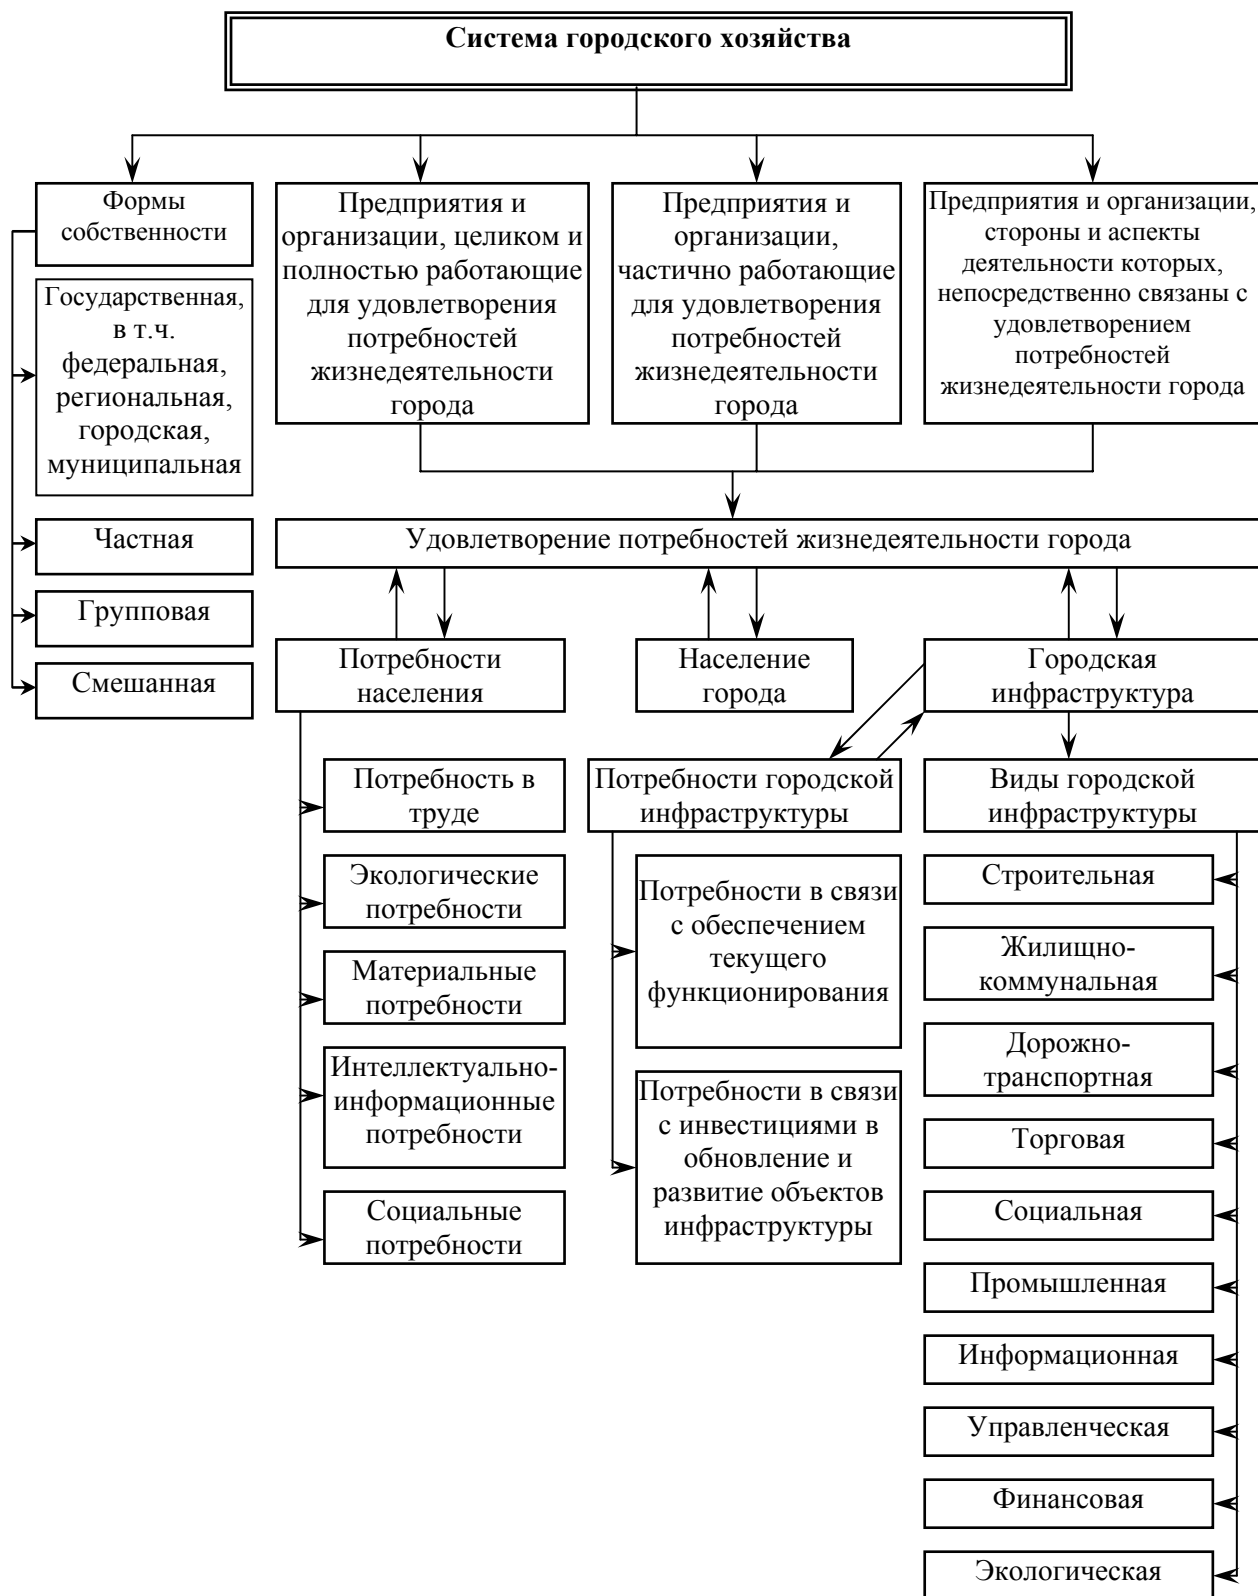 Система городского хозяйства
Формы
собственности
Государственная,
в т.ч.
федеральная,
региональная,
городская,
муниципальная
Частная
Групповая
Смешанная
Предприятия и
организации, целиком и
полностью работающие
для удовлетворения
потребностей
жизнедеятельности
города
Предприятия и
организации,
частично работающие
для удовлетворения
потребностей
жизнедеятельности
города
Предприятия и организации,
стороны и аспекты
деятельности которых,
непосредственно связаны с
удовлетворением
потребностей
жизнедеятельности города
Удовлетворение потребностей жизнедеятельности города
Потребности
населения
Население
города
Городская
инфраструктура
Потребность в
труде
Экологические
потребности
Материальные
потребности
Интеллектуально-
информационные
потребности
Социальные
потребности
Потребности городской
инфраструктуры
Потребности в связи
с обеспечением
текущего
функционирования
Потребности в связи
с инвестициями в
обновление и
развитие объектов
инфраструктуры
Виды городской
инфраструктуры
Строительная
Жилищно-
коммунальная
Дорожно-
транспортная
Торговая
Социальная
Промышленная
Информационная
Управленческая
Финансовая
Экологическая